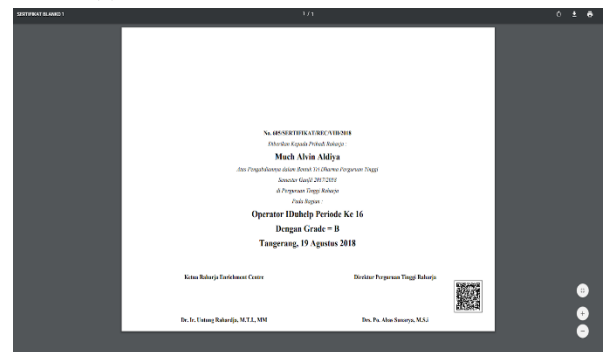 SERTIFIKAT BLANKO 1
1 / 1
No. 605/SERTIFIKAT/REC/VIII/2018
Diberikan Kepada Pribadi Raharja :
Much Alvin Aldiya
Atas Pengabdiannya dalam Bentuk Tri Dharma Perguruan Tinggi
Semester Ganjil 2017/2018
di Perguruan Tinggi Raharja
Pada Bagian :
Operator IDuhelp Periode Ke 16
Dengan Grade = B
Tangerang, 19 Agustus 2018
Ketua Raharja Enrichment Centre
Direktur Perguruan Tinggi Raharja
Dr. Ir. Untung Rahardja, M.T.I., MM
Drs. Po. Abas Sunarya, M.S.i